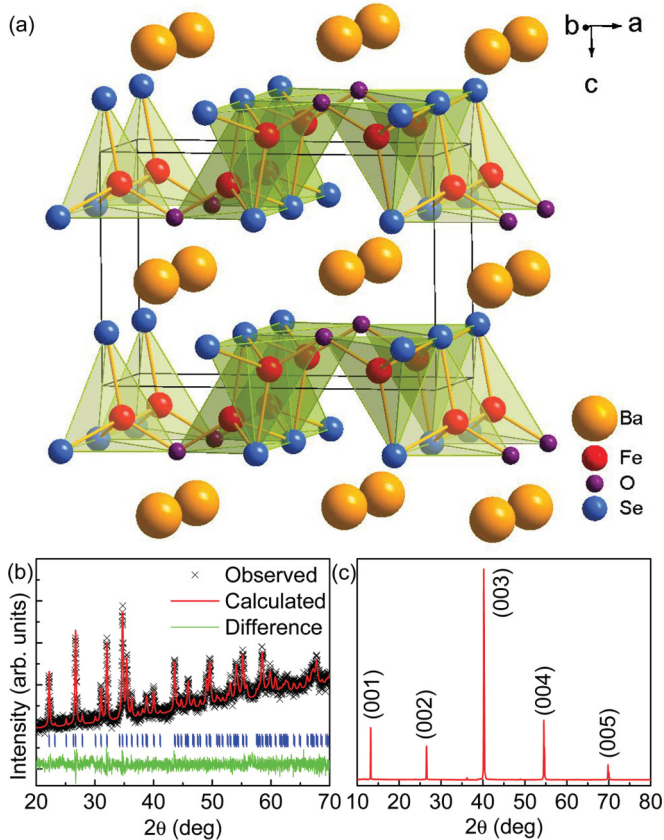 (a)
b
a
c
Ba
Fe
O
Se
(b)
Observed
Calculated
Difference
Intensity (arb. units)
20 30 40 50 60 70
2θ (deg)
(c)
(001)
(002)
(003)
(004)
(005)
10 20 30 40 50 60 70 80
2θ (deg)